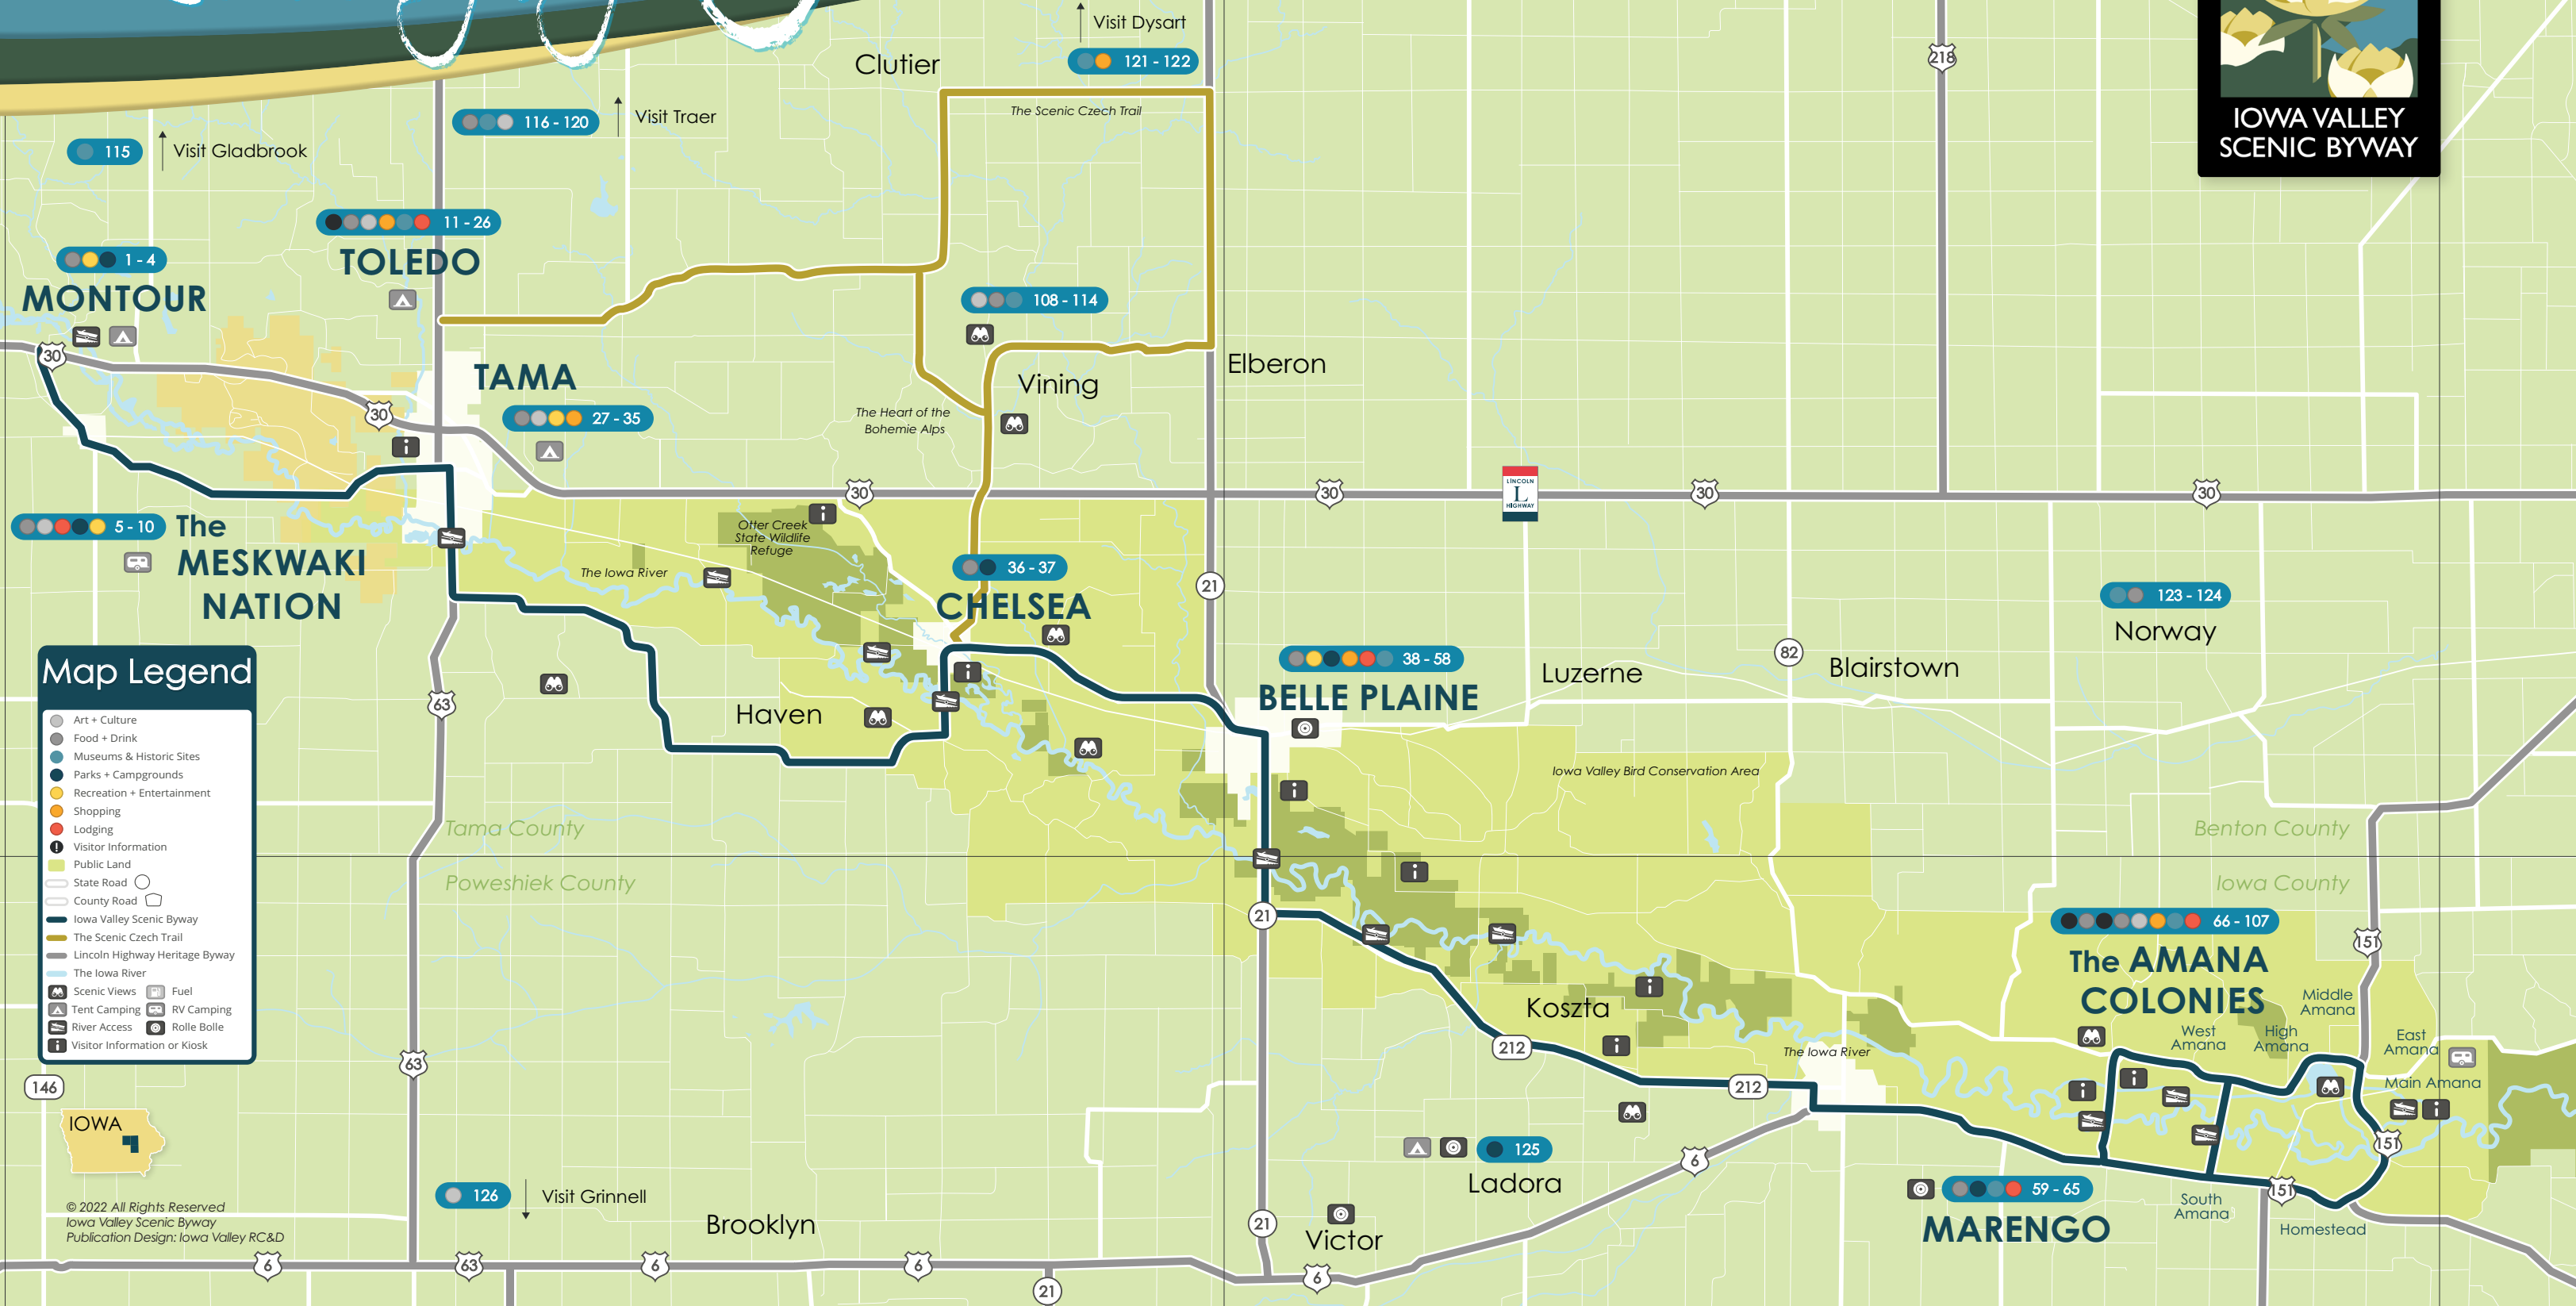 Visit Dysart
121 - 122
Clutier
The Scenic Czech Trail
116 - 120
Visit Traer
115
Visit Gladbrook
218
IOWA VALLEY
SCENIC BYWAY
11 - 26
TOLEDO
1 - 4
MONTOUR
30
108 - 114
Elberon
Vining
TAMA
27 - 35
30
The Heart of the
Bohemie Alps
30
30
LINCOLN
L
HIGHWAY
30
30
5 - 10
The
MESKWAKI
NATION
Otter Creek
State Wildlife
Refuge
The Iowa River
36 - 37
CHELSEA
21
123 - 124
Norway
82
Blairstown
Luzerne
38 - 58
BELLE PLAINE
63
Haven
Iowa Valley Bird Conservation Area
Tama County
Poweshiek County
Benton County
Iowa County
Map Legend
Art + Culture
Food + Drink
Museums & Historic Sites
Parks + Campgrounds
Recreation + Entertainment
Shopping
Lodging
Visitor Information
Public Land
State Road
County Road
Iowa Valley Scenic Byway
The Scenic Czech Trail
Lincoln Highway Heritage Byway
The Iowa River
Scenic Views
Fuel
Tent Camping
RV Camping
River Access
Rolle Bolle
Visitor Information or Kiosk
21
66 - 107
The AMANA
COLONIES
151
Middle
Amana
West
Amana
High
Amana
East
Amana
Main Amana
Koszta
212
212
The Iowa River
63
146
IOWA
125
Ladora
6
151
151
59 - 65
MARENGO
South
Amana
Homestead
126
Visit Grinnell
Brooklyn
21
Victor
© 2022 All Rights Reserved
Iowa Valley Scenic Byway
Publication Design: Iowa Valley RC&D
6
63
6
6
21
6